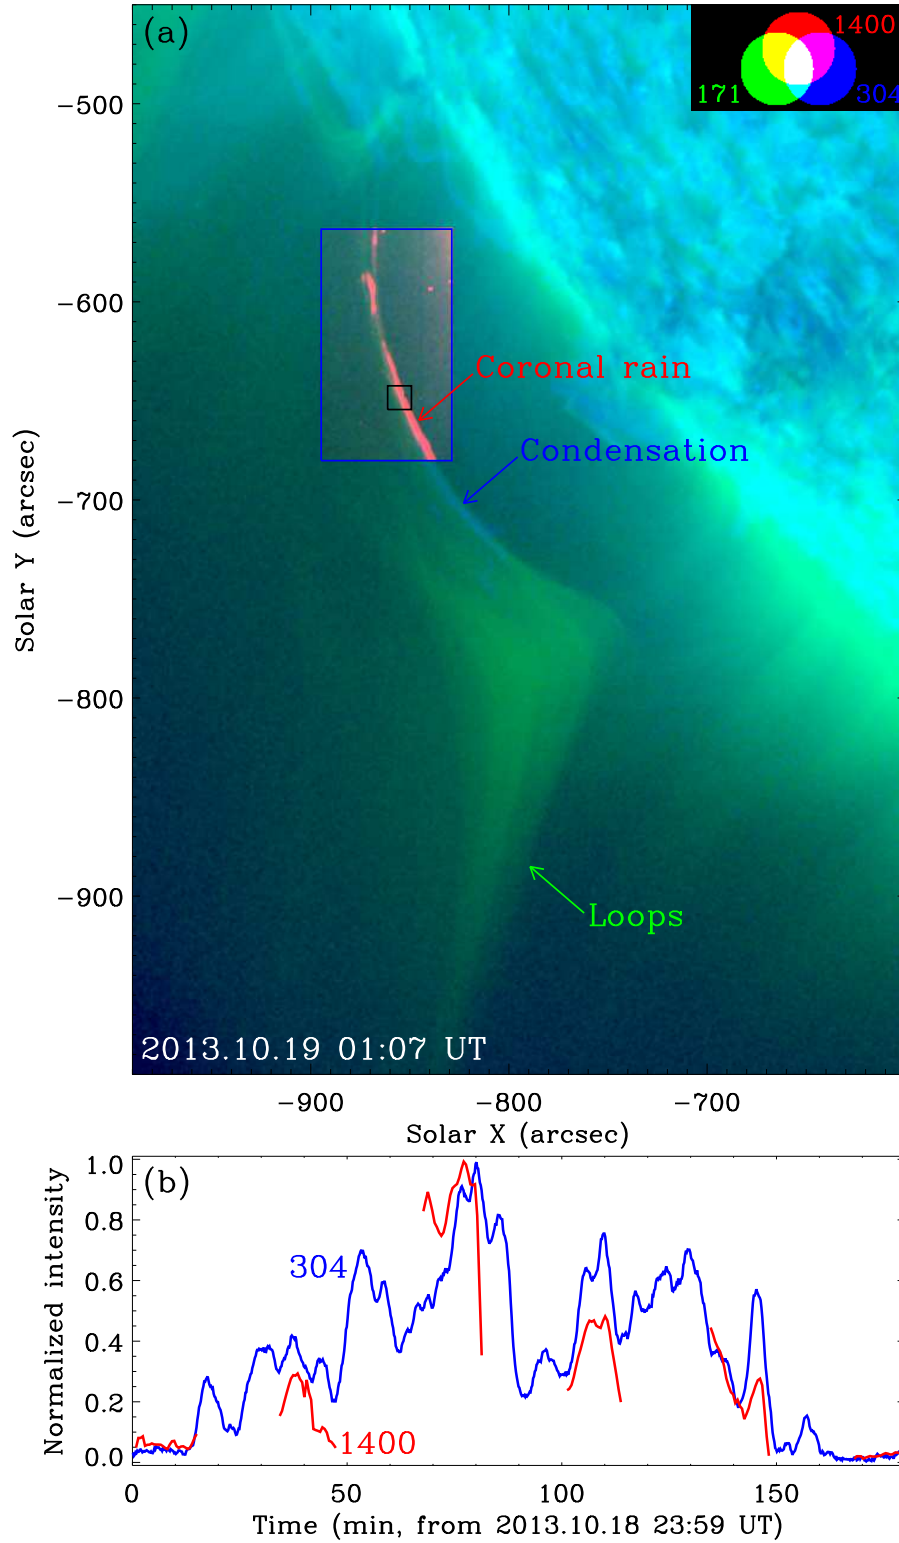 (a)
1400
171
304
−500
−600
−700
−800
−900
Solar Y (arcsec)
Coronal rain
Condensation
Loops
2013.10.19 01:07 UT
−900 −800 −700
Solar X (arcsec)
(b)
1.0
0.8
0.6
0.4
0.2
0.0
Normalized intensity
304
1400
0 50 100 150
Time (min, from 2013.10.18 23:59 UT)